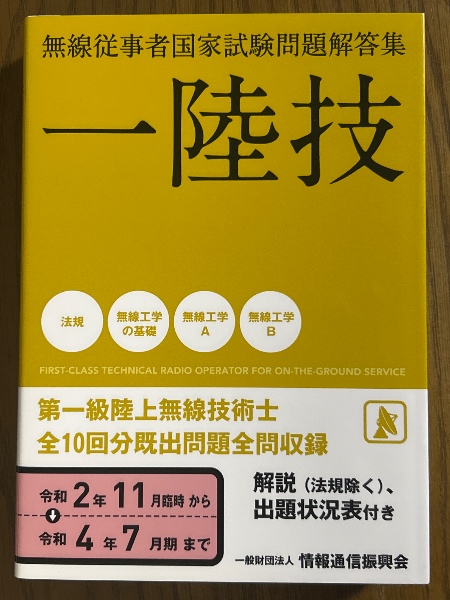 無線従事者国家試験問題解答集
一陸技
法規
無線工学
の基礎
無線工学
A
無線工学
B
FIRST-CLASS TECHNICAL RADIO OPERATOR FOR ON-THE-GROUND SERVICE
第一級陸上無線技術士
全10回分既出問題全問収録
令和2年11月臨時から
令和4年7月期まで
解説（法規除く）、
出題状況表付き
一般財団法人 情報通信振興会